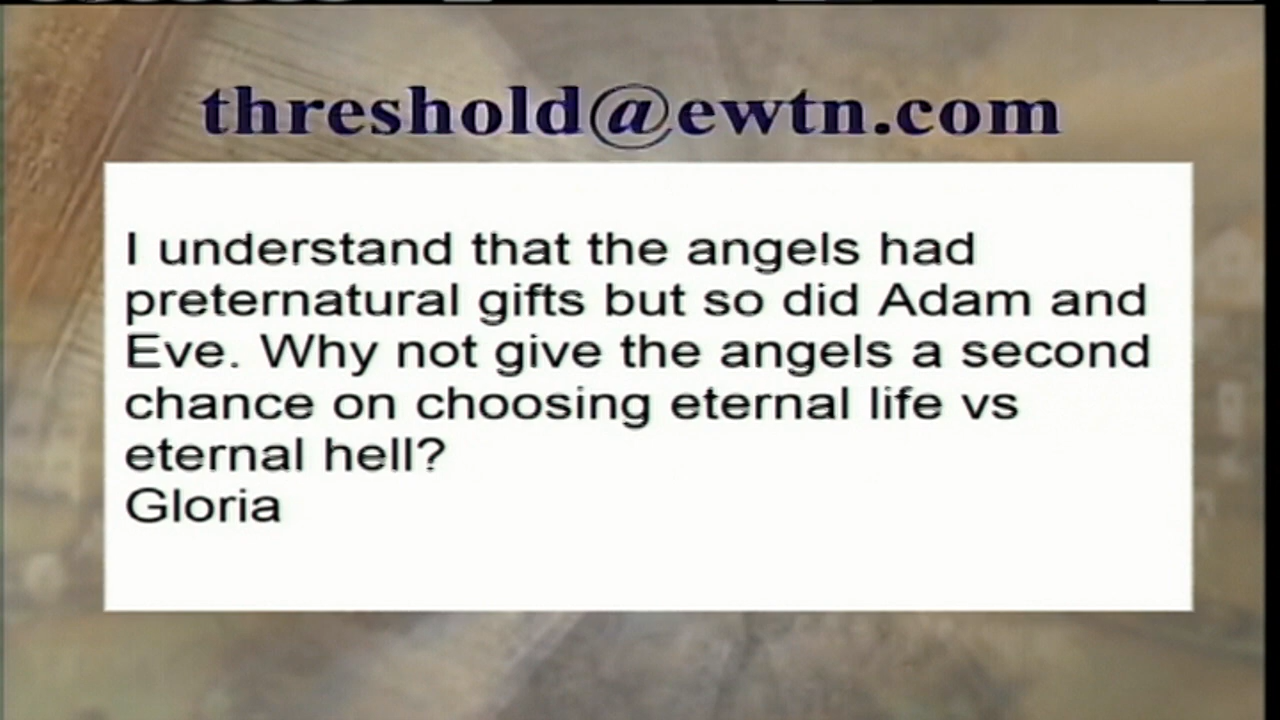 threshold@ewtn.com
I understand that the angels had
preternatural gifts but so did Adam and
Eve. Why not give the angels a second
chance on choosing eternal life vs
eternal hell?
Gloria